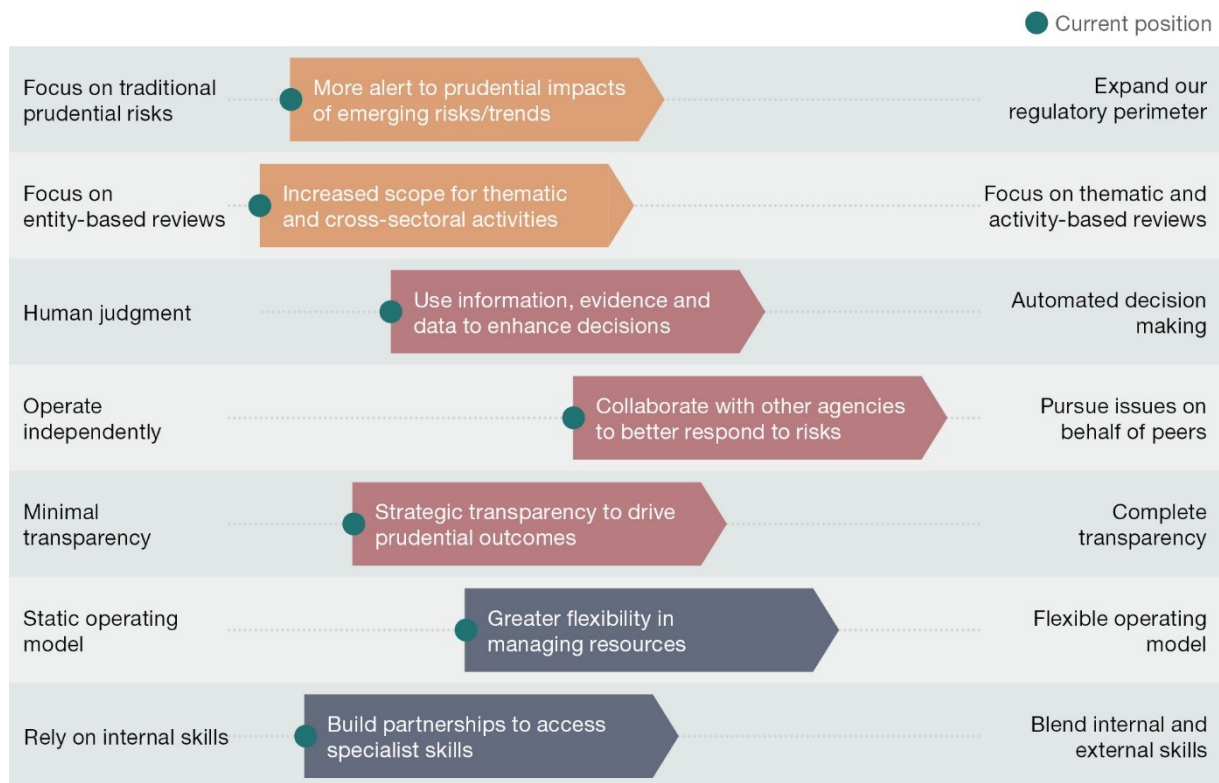 Current position
Focus on traditional
prudential risks
More alert to prudential impacts
of emerging risks/trends
Expand our
regulatory perimeter
Focus on
entity-based reviews
Increased scope for thematic
and cross-sectoral activities
Focus on thematic and
activity-based reviews
Human judgment
Use information, evidence and
data to enhance decisions
Automated decision
making
Operate
independently
Collaborate with other agencies
to better respond to risks
Pursue issues on
behalf of peers
Minimal
transparency
Strategic transparency to drive
prudential outcomes
Complete
transparency
Static operating
model
Greater flexibility in
managing resources
Flexible operating
model
Rely on internal skills
Build partnerships to access
specialist skills
Blend internal and
external skills